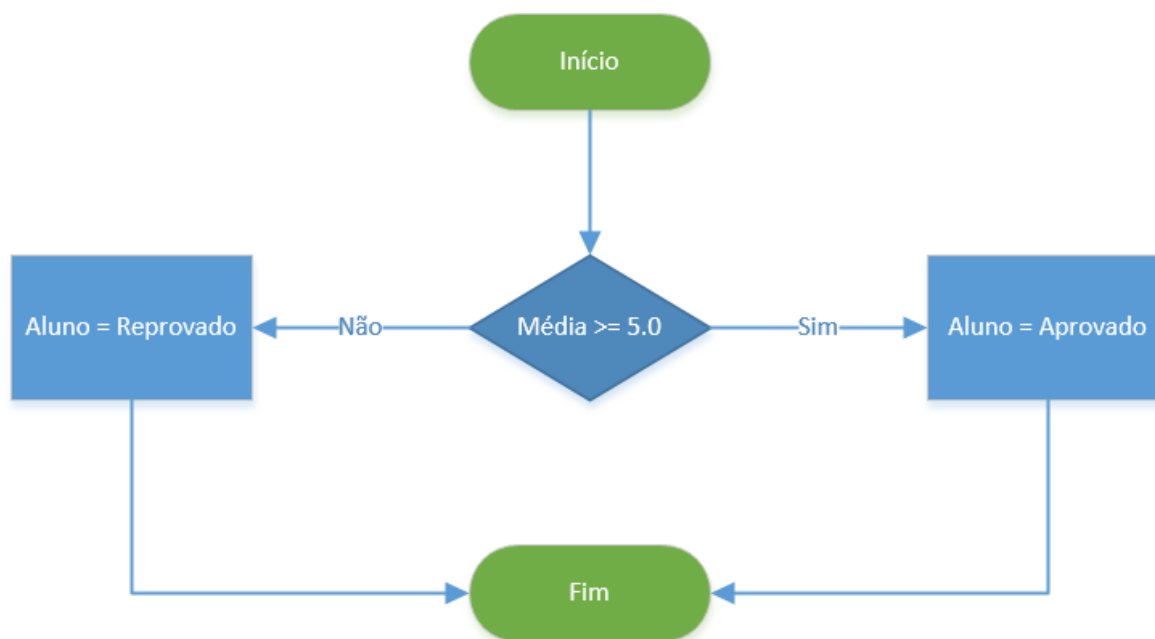 Início
Aluno = Reprovado
Não
Média >= 5.0
Sim
Aluno = Aprovado
Fim